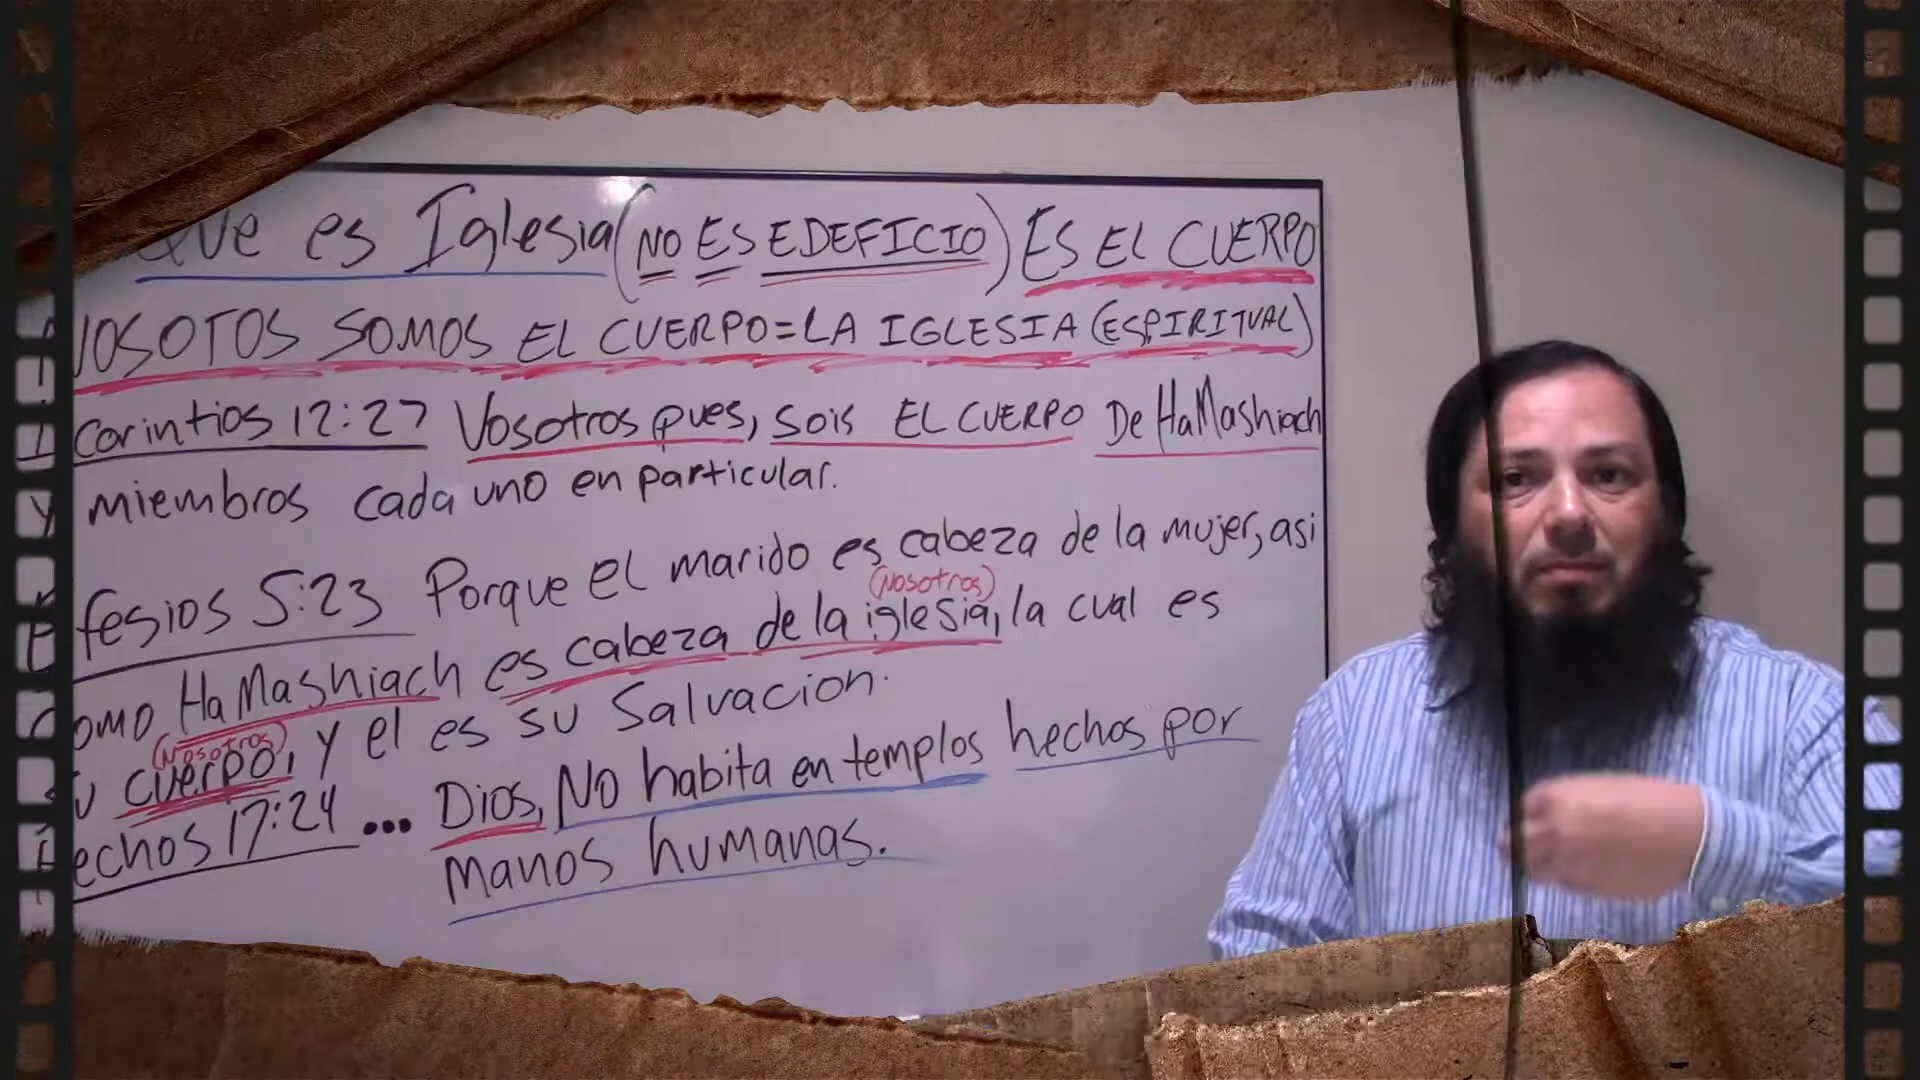 Que es Iglesia (NO ES EDEFICIO) ES EL CUERPO
NOSOTOS SOMOS EL CUERPO=LA IGLESIA (ESPIRITUAL)
I Corintios 12:27 Vosotros pues, sois EL CUERPO De HaMashiach
y miembros cada uno en particular.
Efesios 5:23 Porque el marido es cabeza de la mujer, asi
(Nosotros)
como HaMashiach es cabeza de la iglesia, la cual es
(Nosotros)
su cuerpo, y el es su Salvacion.
Hechos 17:24 ... Dios, No habita en templos hechos por
manos humanas.